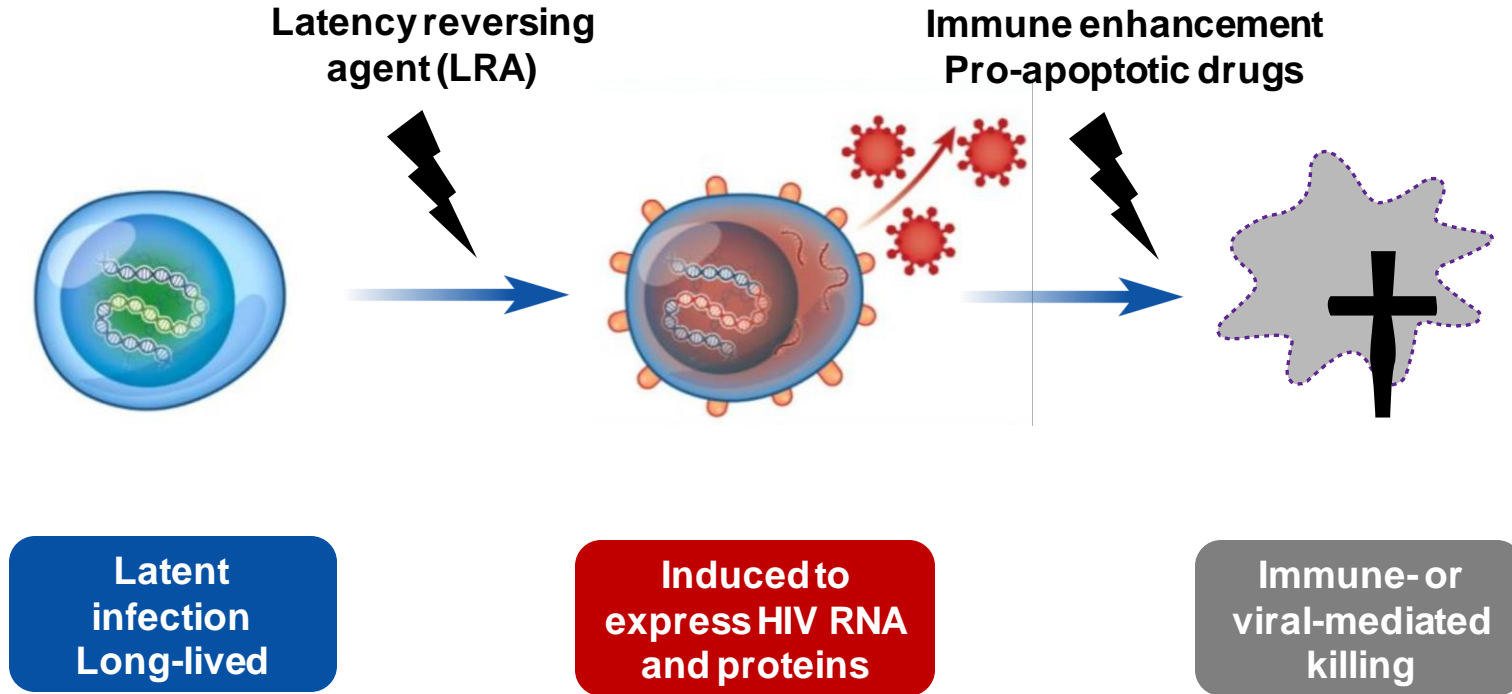 Latency reversing
agent (LRA)
Immune enhancement
Pro-apoptotic drugs
Latent
infection
Long-lived
Induced to
express HIV RNA
and proteins
Immune- or
viral-mediated
killing